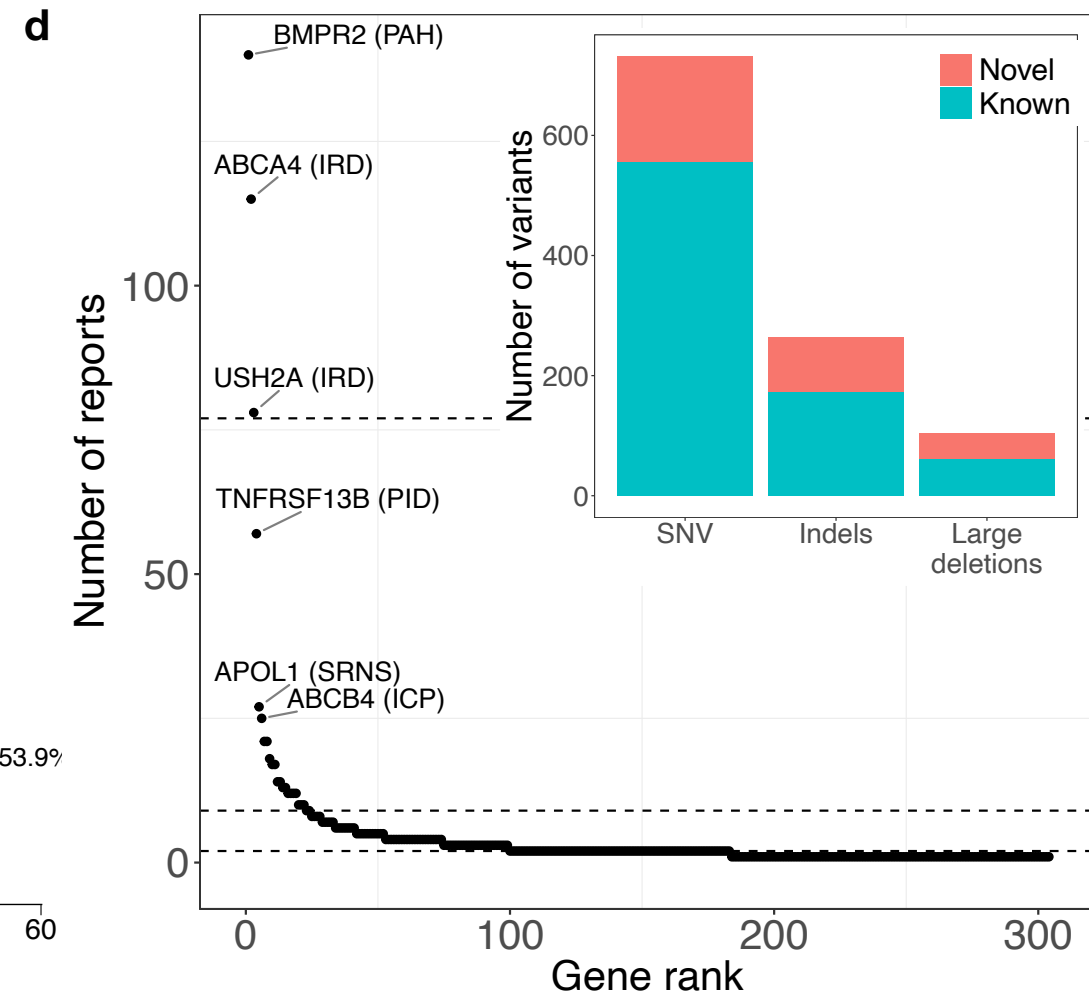 d
BMPR2 (PAH)
ABCA4 (IRD)
USH2A (IRD)
TNFRSF13B (PID)
APOL1 (SRNS)
ABCB4 (ICP)
Number of reports
100
50
0
0
100
200
300
Gene rank
Novel
Known
Number of variants
600
400
200
0
SNV
Indels
Large
deletions
53.9%
60